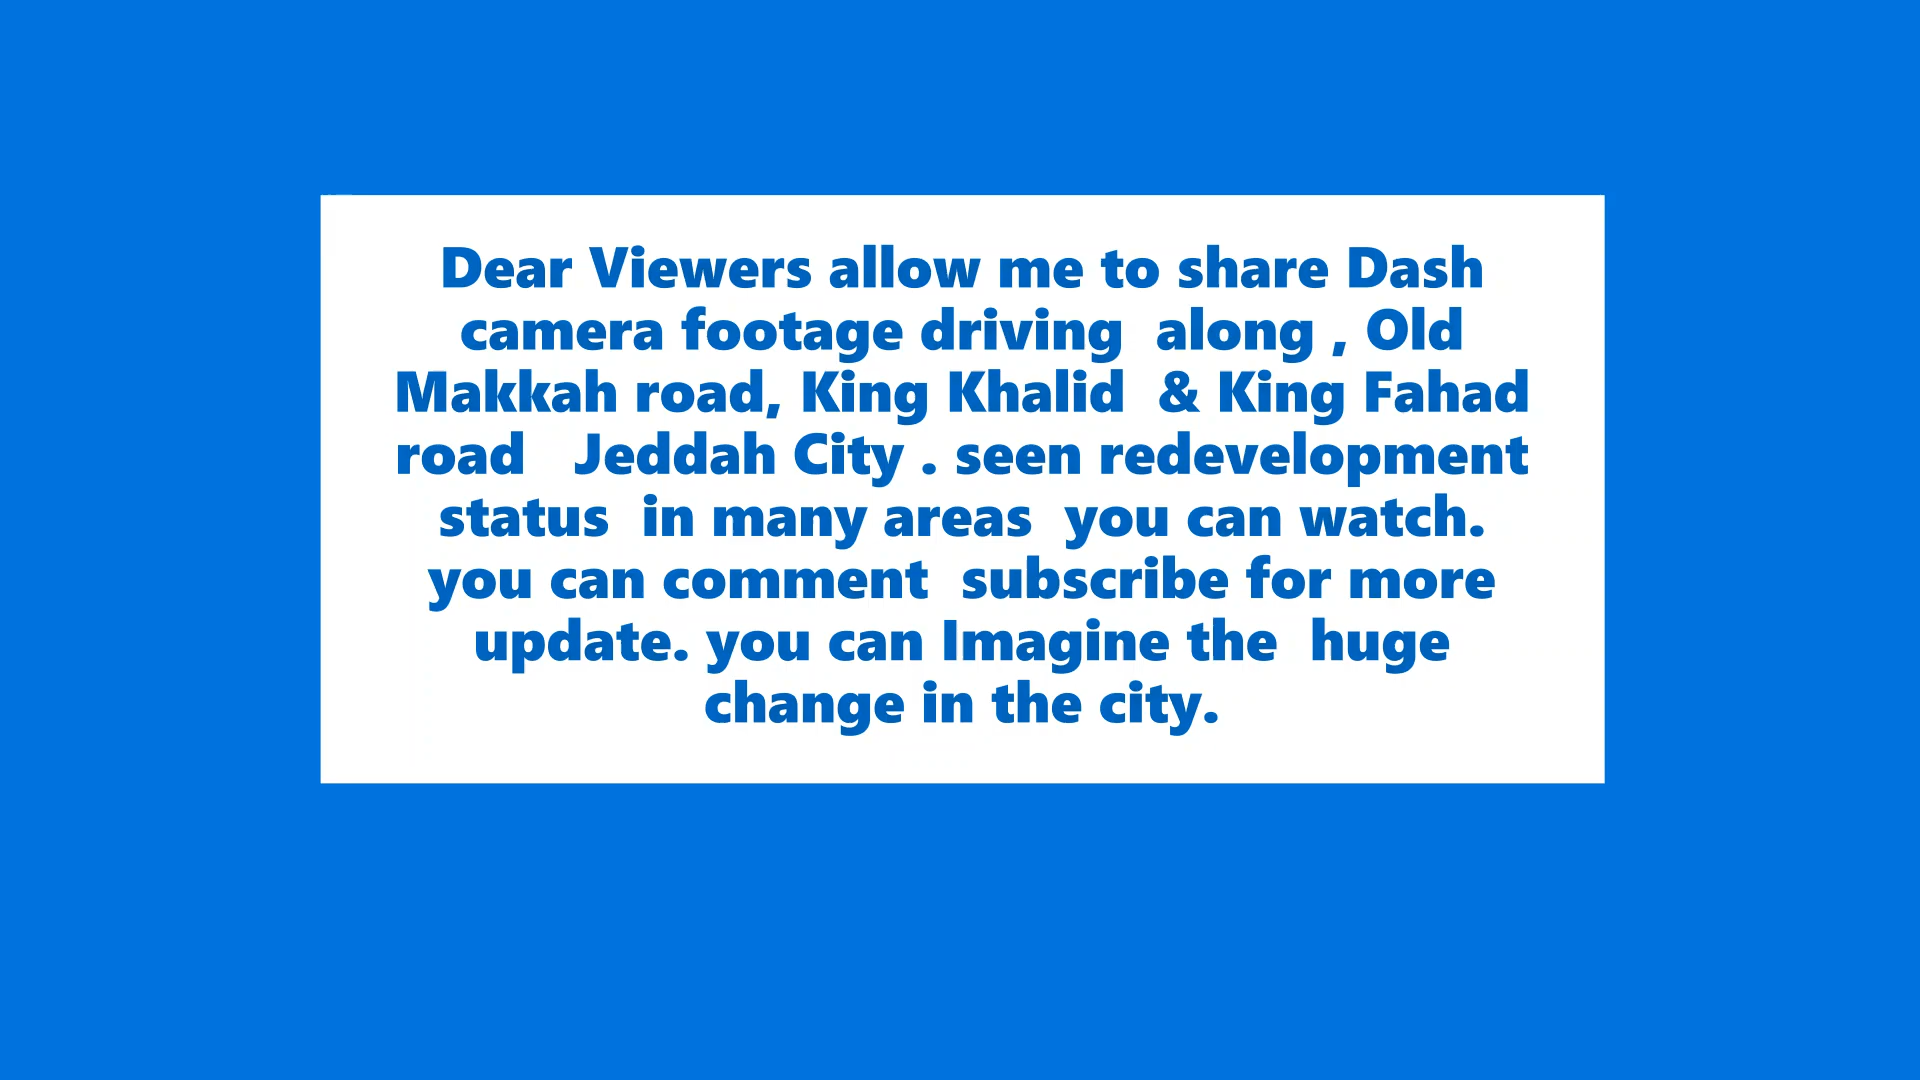 Dear Viewers allow me to share Dash
camera footage driving  along , Old
Makkah road, King Khalid  & King Fahad
road   Jeddah City . seen redevelopment
status  in many areas  you can watch.
you can comment  subscribe for more
update. you can Imagine the  huge
change in the city.